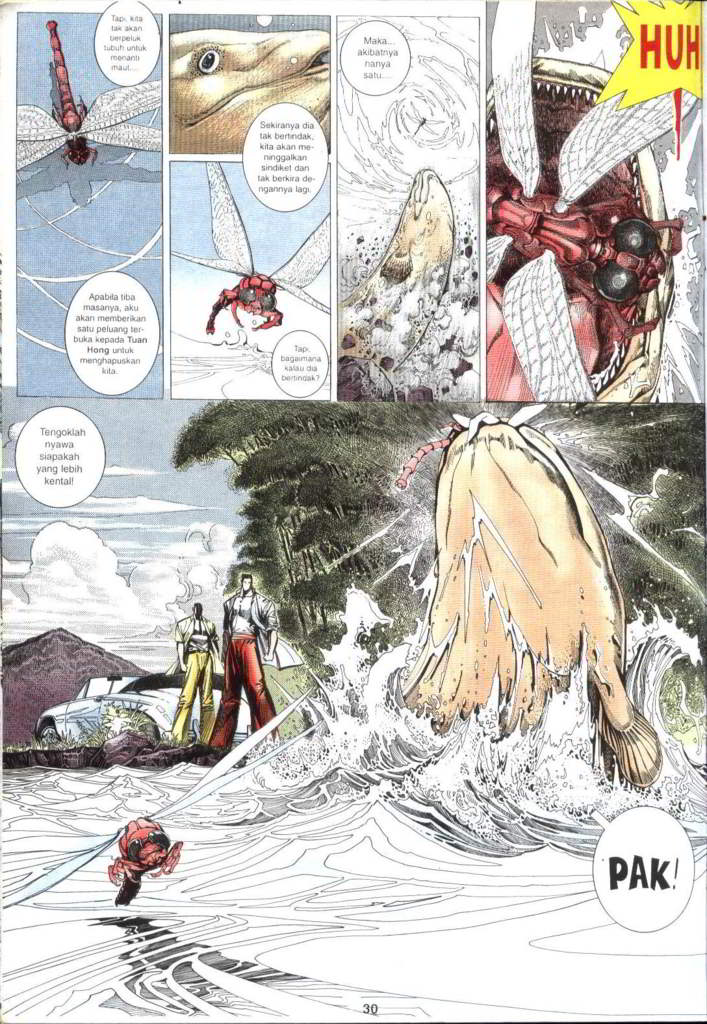 Tapi, kita
tak akan
berpeluk
tubuh untuk
menanti
maut....
Apabila tiba
masanya, aku
akan memberikan
satu peluang ter-
buka kepada Tuan
Hong untuk
menghapuskan
kita.
Sekiranya dia
tak bertindak,
kita akan me-
ninggalkan
sindiket dan
tak berkira de-
ngannya lagi.
Tapi,
bagaimana
kalau dia
bertindak?
Maka....
akibatnya
hanya
satu....
HUH
Tengoklah
nyawa
siapakah
yang lebih
kental!
PAK!
30